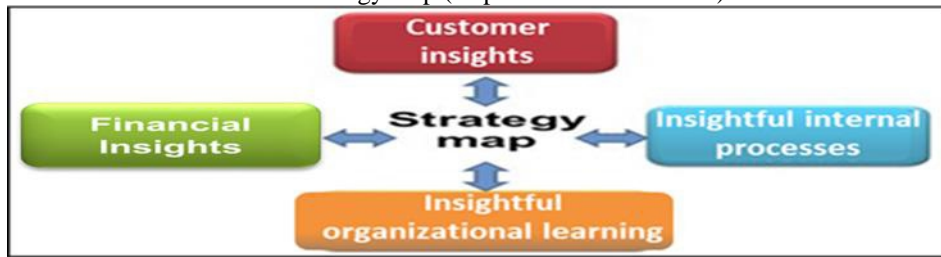 Customer
insights
Financial
Insights
Strategy
map
Insightful internal
processes
Insightful
organizational learning